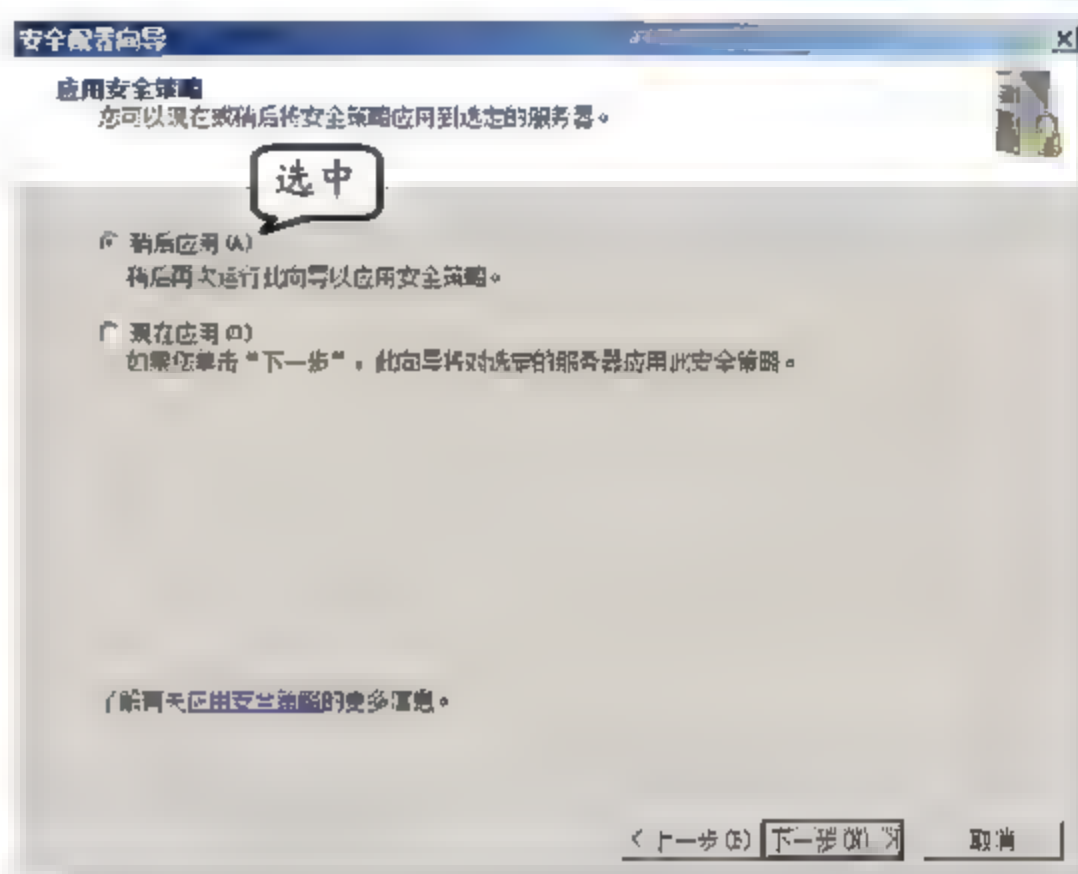 安全配置向导
应用安全策略
您可以现在或稍后将安全策略应用到选定的服务器。
选中
稍后应用(A)
稍后再次运行此向导以应用安全策略。
现在应用(O)
如果您单击“下一步”，此向导将对选定的服务器应用此安全策略。
了解有关应用安全策略的更多信息。
< 上一步(B) 下一步(N) > 取消